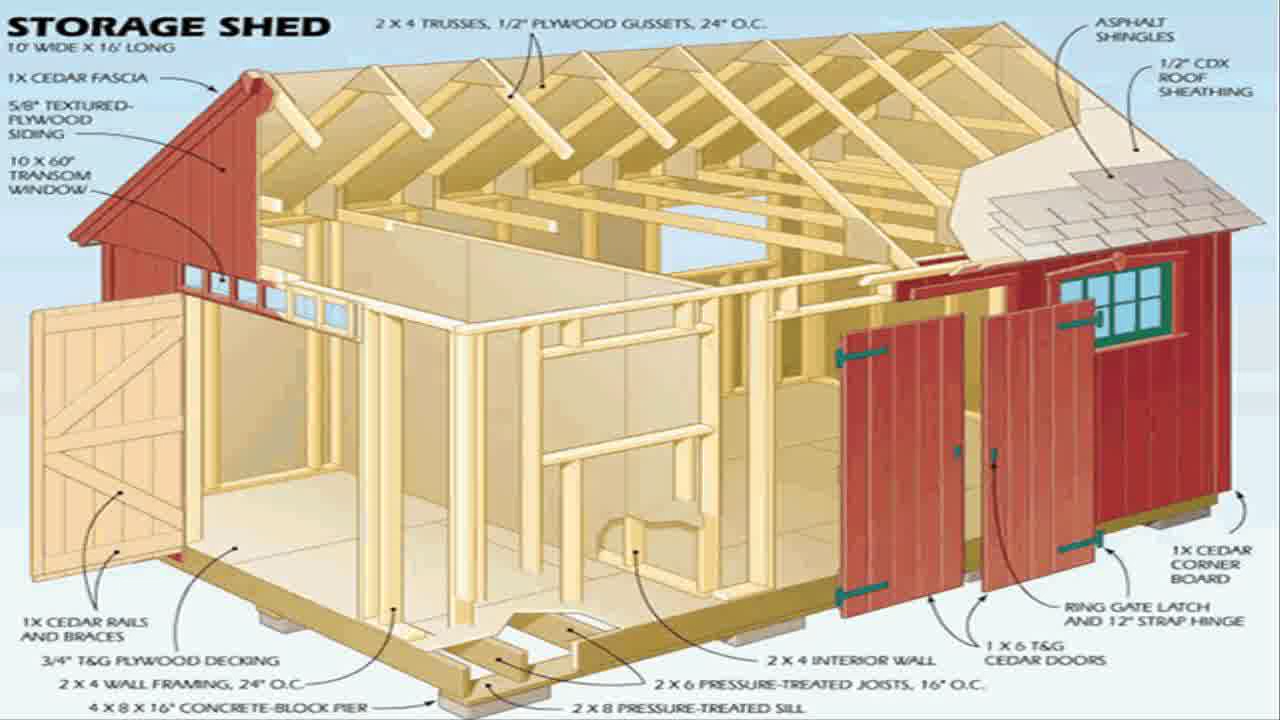 STORAGE SHED
10' WIDE X 16' LONG
2 X 4 TRUSSES, 1/2" PLYWOOD GUSSETS, 24" O.C.
ASPHALT
SHINGLES
1/2" CDX
ROOF
SHEATHING
1X CEDAR FASCIA
5/8" TEXTURED-
PLYWOOD
SIDING
10 X 60"
TRANSOM
WINDOW
1X CEDAR
CORNER
BOARD
RING GATE LATCH
AND 12" STRAP HINGE
1X CEDAR RAILS
AND BRACES
1 X 6 T&G
CEDAR DOORS
3/4" T&G PLYWOOD DECKING
2 X 4 INTERIOR WALL
2 X 4 WALL FRAMING, 24" O.C.
2 X 6 PRESSURE-TREATED JOISTS, 16" O.C.
4 X 8 X 16" CONCRETE-BLOCK PIER
2 X 8 PRESSURE-TREATED SILL